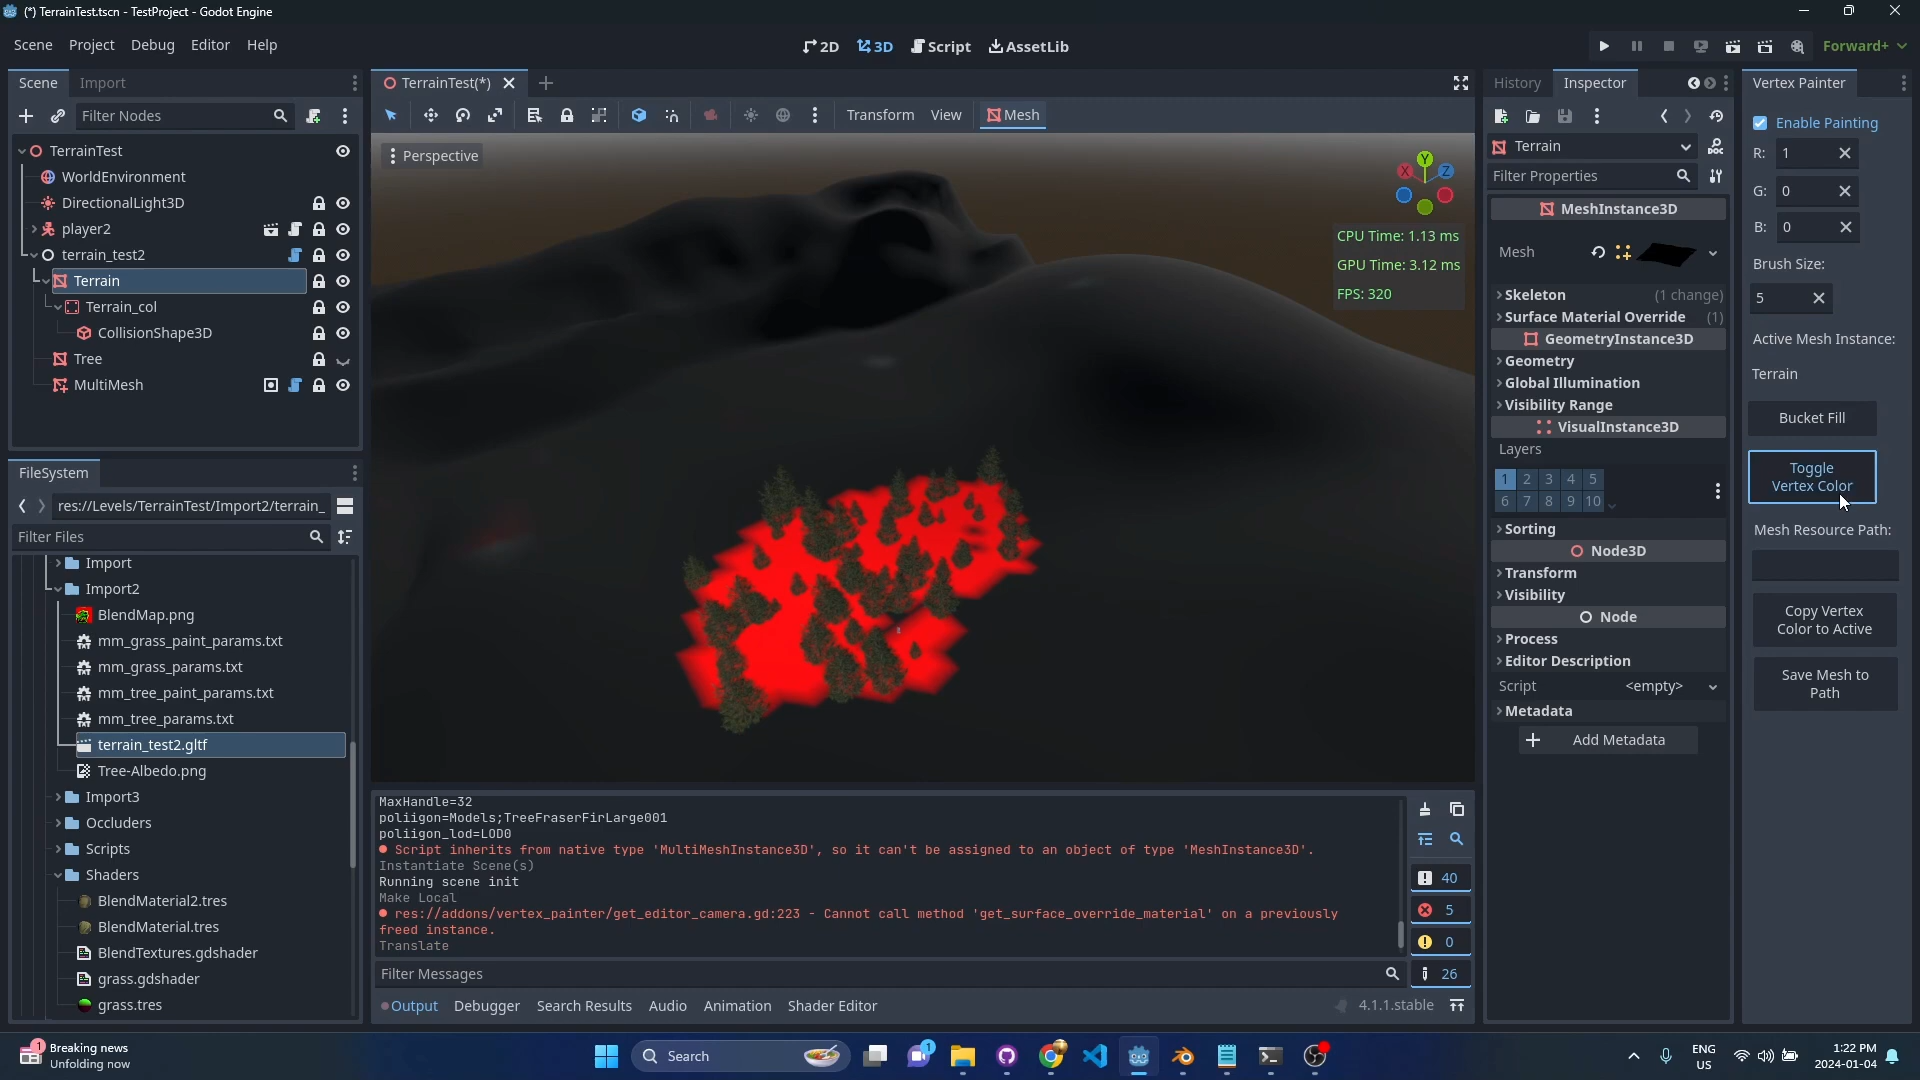 (*) TerrainTest.tscn - TestProject - Godot Engine
Scene Project Debug Editor Help
2D 3D Script AssetLib
Forward+
Scene Import
TerrainTest(*)
History Inspector
Vertex Painter
Filter Nodes
Transform View Mesh
TerrainTest
WorldEnvironment
DirectionalLight3D
player2
terrain_test2
Terrain
Terrain_col
CollisionShape3D
Tree
MultiMesh
FileSystem
res://Levels/TerrainTest/Import2/terrain_
Filter Files
Import
Import2
BlendMap.png
mm_grass_paint_params.txt
mm_grass_params.txt
mm_tree_paint_params.txt
mm_tree_params.txt
terrain_test2.gltf
Tree-Albedo.png
Import3
Occluders
Scripts
Shaders
BlendMaterial2.tres
BlendMaterial.tres
BlendTextures.gdshader
grass.gdshader
grass.tres
Perspective
Y
X
Z
CPU Time: 1.13 ms
GPU Time: 3.12 ms
FPS: 320
MaxHandle=32
poliigon=Models;TreeFraserFirLarge001
poliigon_lod=LOD0
Script inherits from native type 'MultiMeshInstance3D', so it can't be assigned to an object of type 'MeshInstance3D'.
Instantiate Scene(s)
Running scene init
Make Local
res://addons/vertex_painter/get_editor_camera.gd:223 - Cannot call method 'get_surface_override_material' on a previously
freed instance.
Translate
40
5
0
26
Filter Messages
Output Debugger Search Results Audio Animation Shader Editor
4.1.1.stable
Terrain
Filter Properties
MeshInstance3D
Mesh
Skeleton (1 change)
Surface Material Override (1)
GeometryInstance3D
Geometry
Global Illumination
Visibility Range
VisualInstance3D
Layers
1 2 3 4 5
6 7 8 9 10
Sorting
Node3D
Transform
Visibility
Node
Process
Editor Description
Script <empty>
Metadata
Add Metadata
Enable Painting
R: 1
G: 0
B: 0
Brush Size:
5
Active Mesh Instance:
Terrain
Bucket Fill
Toggle
Vertex Color
Mesh Resource Path:
Copy Vertex
Color to Active
Save Mesh to
Path
1
Breaking news
Unfolding now
Search
1
ENG
US
1:22 PM
2024-01-04